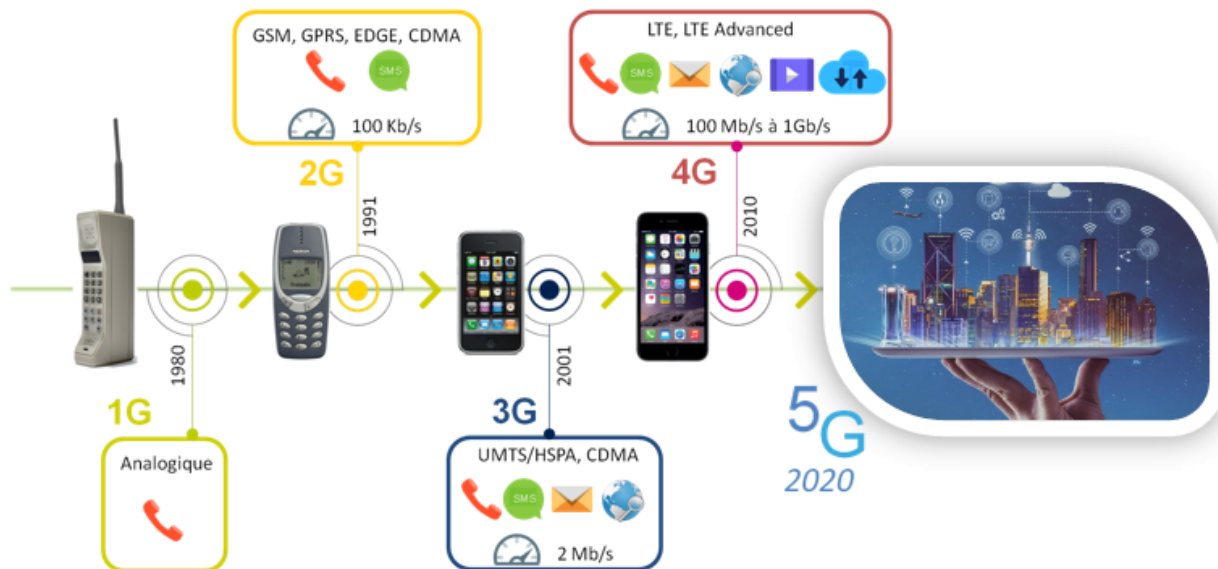 GSM, GPRS, EDGE, CDMA
SMS
100 Kb/s
2G
1991
LTE, LTE Advanced
SMS
100 Mb/s à 1Gb/s
4G
2010
NOKIA
1980
1G
Analogique
2001
3G
UMTS/HSPA, CDMA
SMS
2 Mb/s
5G
2020